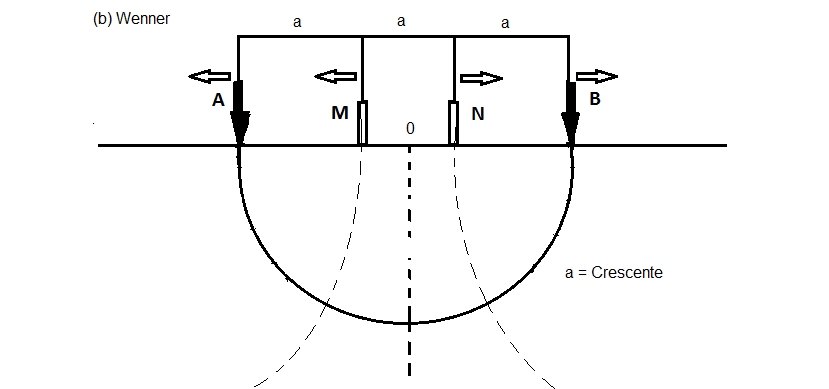 (b) Wenner
a a a
A M N B
0
a = Crescente